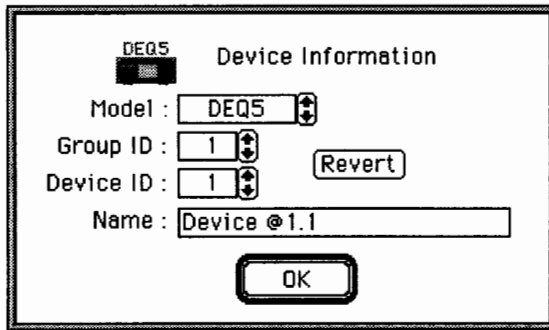 DEQ5
Device Information
Model : DEQ5
Group ID : 1
Revert
Device ID : 1
Name : Device @1.1
OK